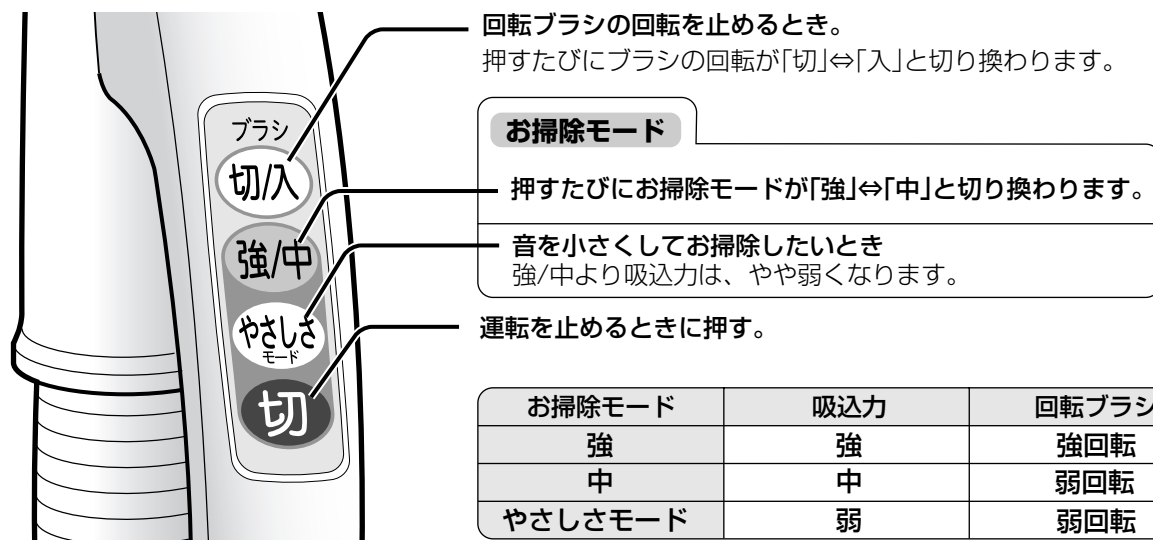 回転ブラシの回転を止めるとき。
押すたびにブラシの回転が「切」⇔「入」と切り換わります。
お掃除モード
押すたびにお掃除モードが「強」⇔「中」と切り換わります。
音を小さくしてお掃除したいとき
強/中より吸込力は、やや弱くなります。
運転を止めるときに押す。
ブラシ
切/入
強/中
やさしさ
モード
切
お掃除モード 吸込力 回転ブラシ
強 強 強回転
中 中 弱回転
やさしさモード 弱 弱回転